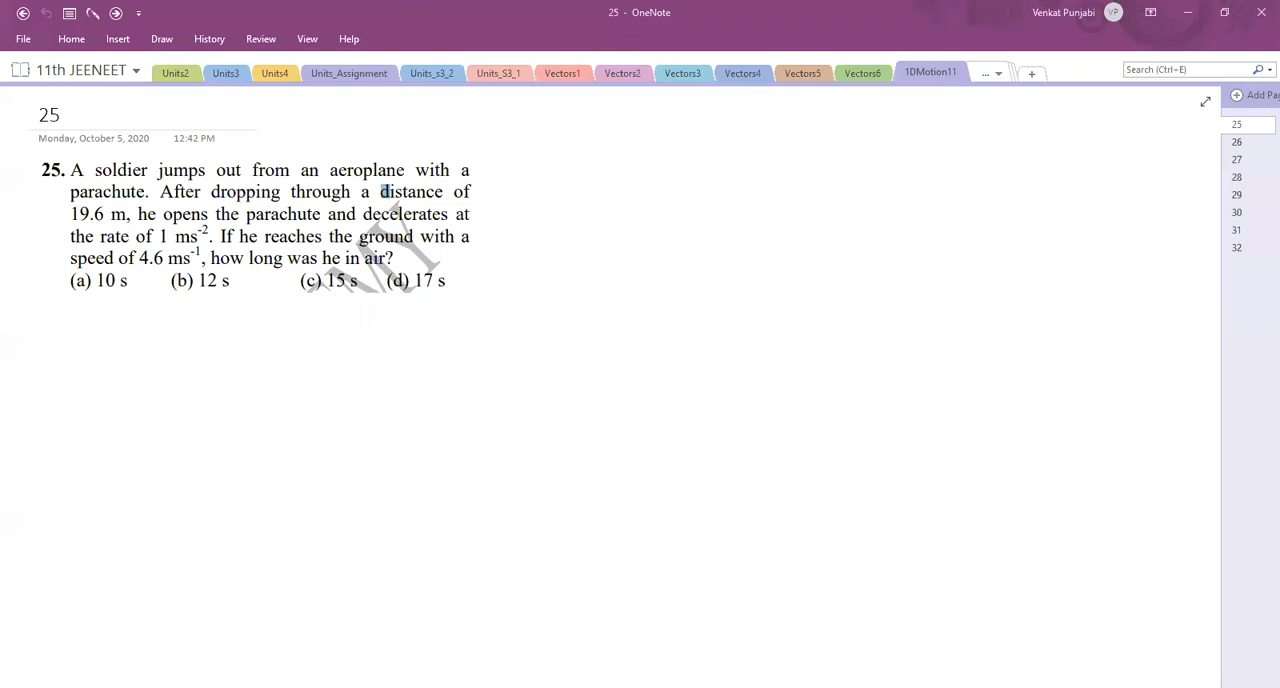 25 - OneNote
Venkat Punjabi VP
File Home Insert Draw History Review View Help
11th JEENEET Units2 Units3 Units4 Units_Assignment Units_s3_2 Units_S3_1 Vectors1 Vectors2 Vectors3 Vectors4 Vectors5 Vectors6 1DMotion11 ... + Search (Ctrl+E)
Add Pag
25
Monday, October 5, 2020 12:42 PM
25. A soldier jumps out from an aeroplane with a
parachute. After dropping through a distance of
19.6 m, he opens the parachute and decelerates at
the rate of 1 ms⁻². If he reaches the ground with a
speed of 4.6 ms⁻¹, how long was he in air?
(a) 10 s (b) 12 s (c) 15 s (d) 17 s
25
26
27
28
29
30
31
32